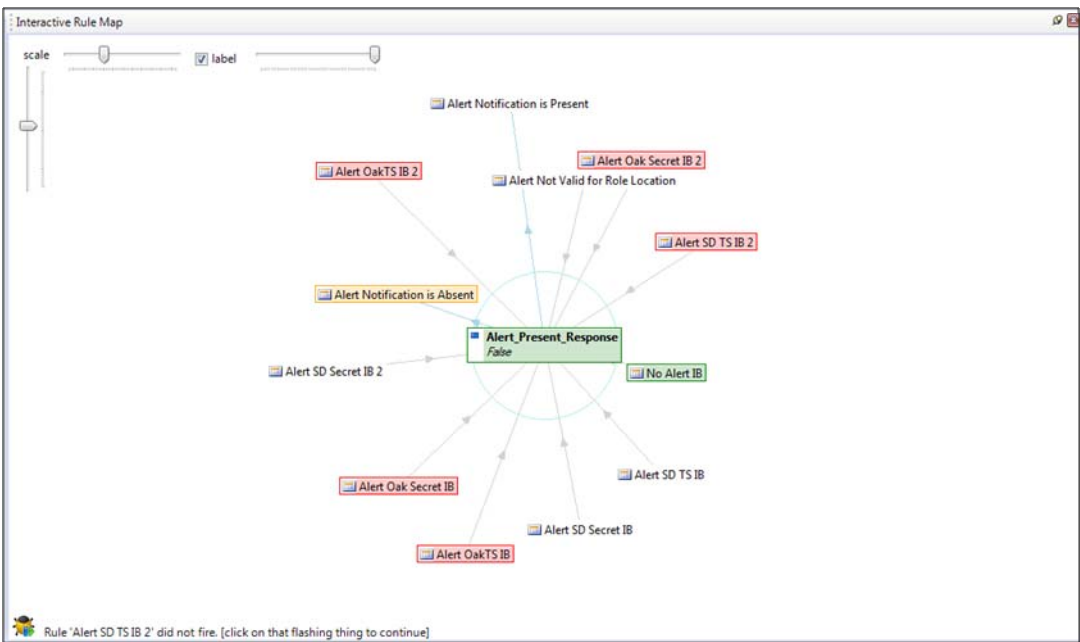 Interactive Rule Map
scale
label
Alert Notification is Present
Alert Oak Secret IB 2
Alert OakTS IB 2
Alert Not Valid for Role Location
Alert SD TS IB 2
Alert Notification is Absent
Alert_Present_Response
False
Alert SD Secret IB 2
No Alert IB
Alert SD TS IB
Alert Oak Secret IB
Alert SD Secret IB
Alert OakTS IB
Rule 'Alert SD TS IB 2' did not fire. [click on that flashing thing to continue]